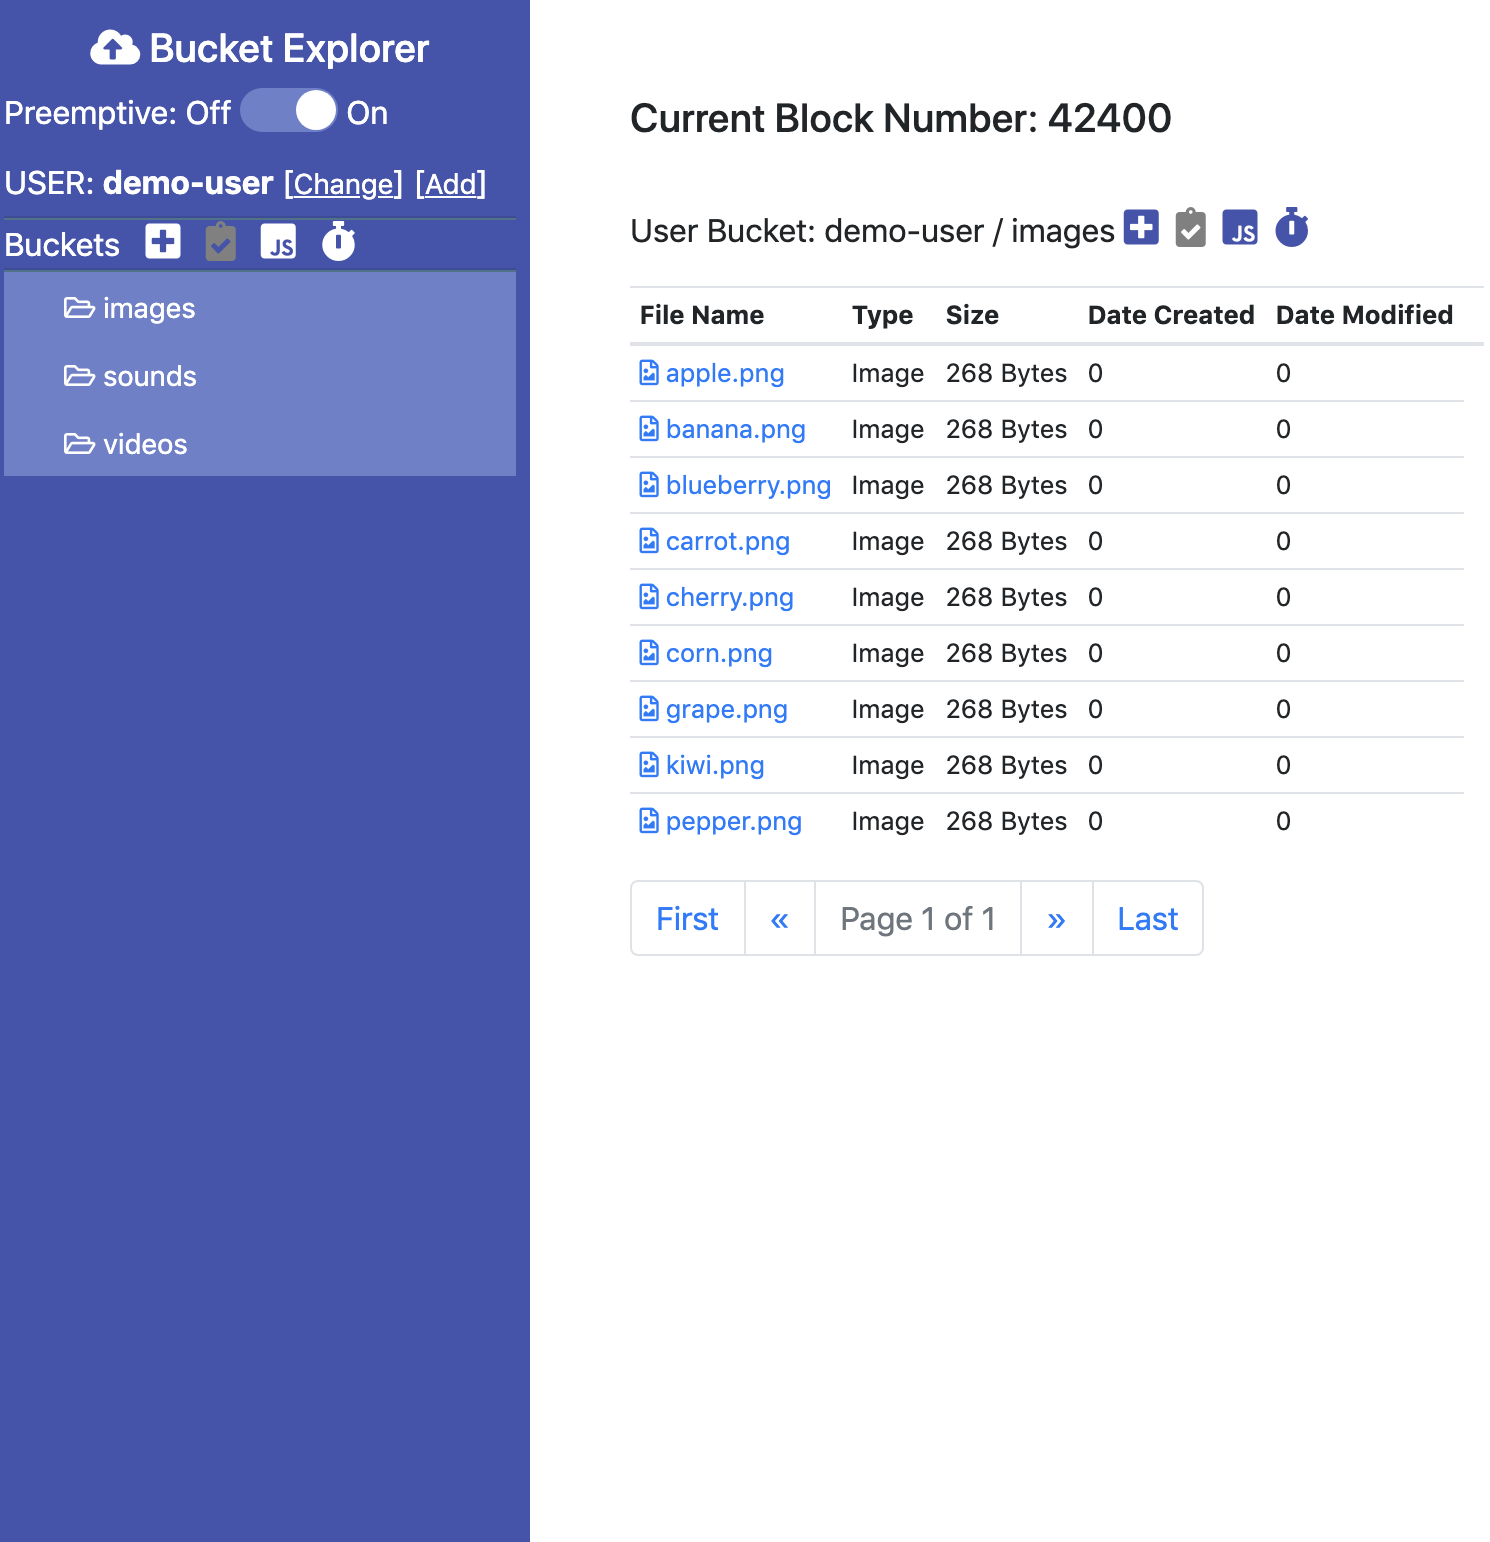 Bucket Explorer
Preemptive: Off On
USER: demo-user [Change] [Add]
Buckets JS
images
sounds
videos
Current Block Number: 42400
User Bucket: demo-user / images JS
File Name Type Size Date Created Date Modified
apple.png Image 268 Bytes 0 0
banana.png Image 268 Bytes 0 0
blueberry.png Image 268 Bytes 0 0
carrot.png Image 268 Bytes 0 0
cherry.png Image 268 Bytes 0 0
corn.png Image 268 Bytes 0 0
grape.png Image 268 Bytes 0 0
kiwi.png Image 268 Bytes 0 0
pepper.png Image 268 Bytes 0 0
First « Page 1 of 1 » Last